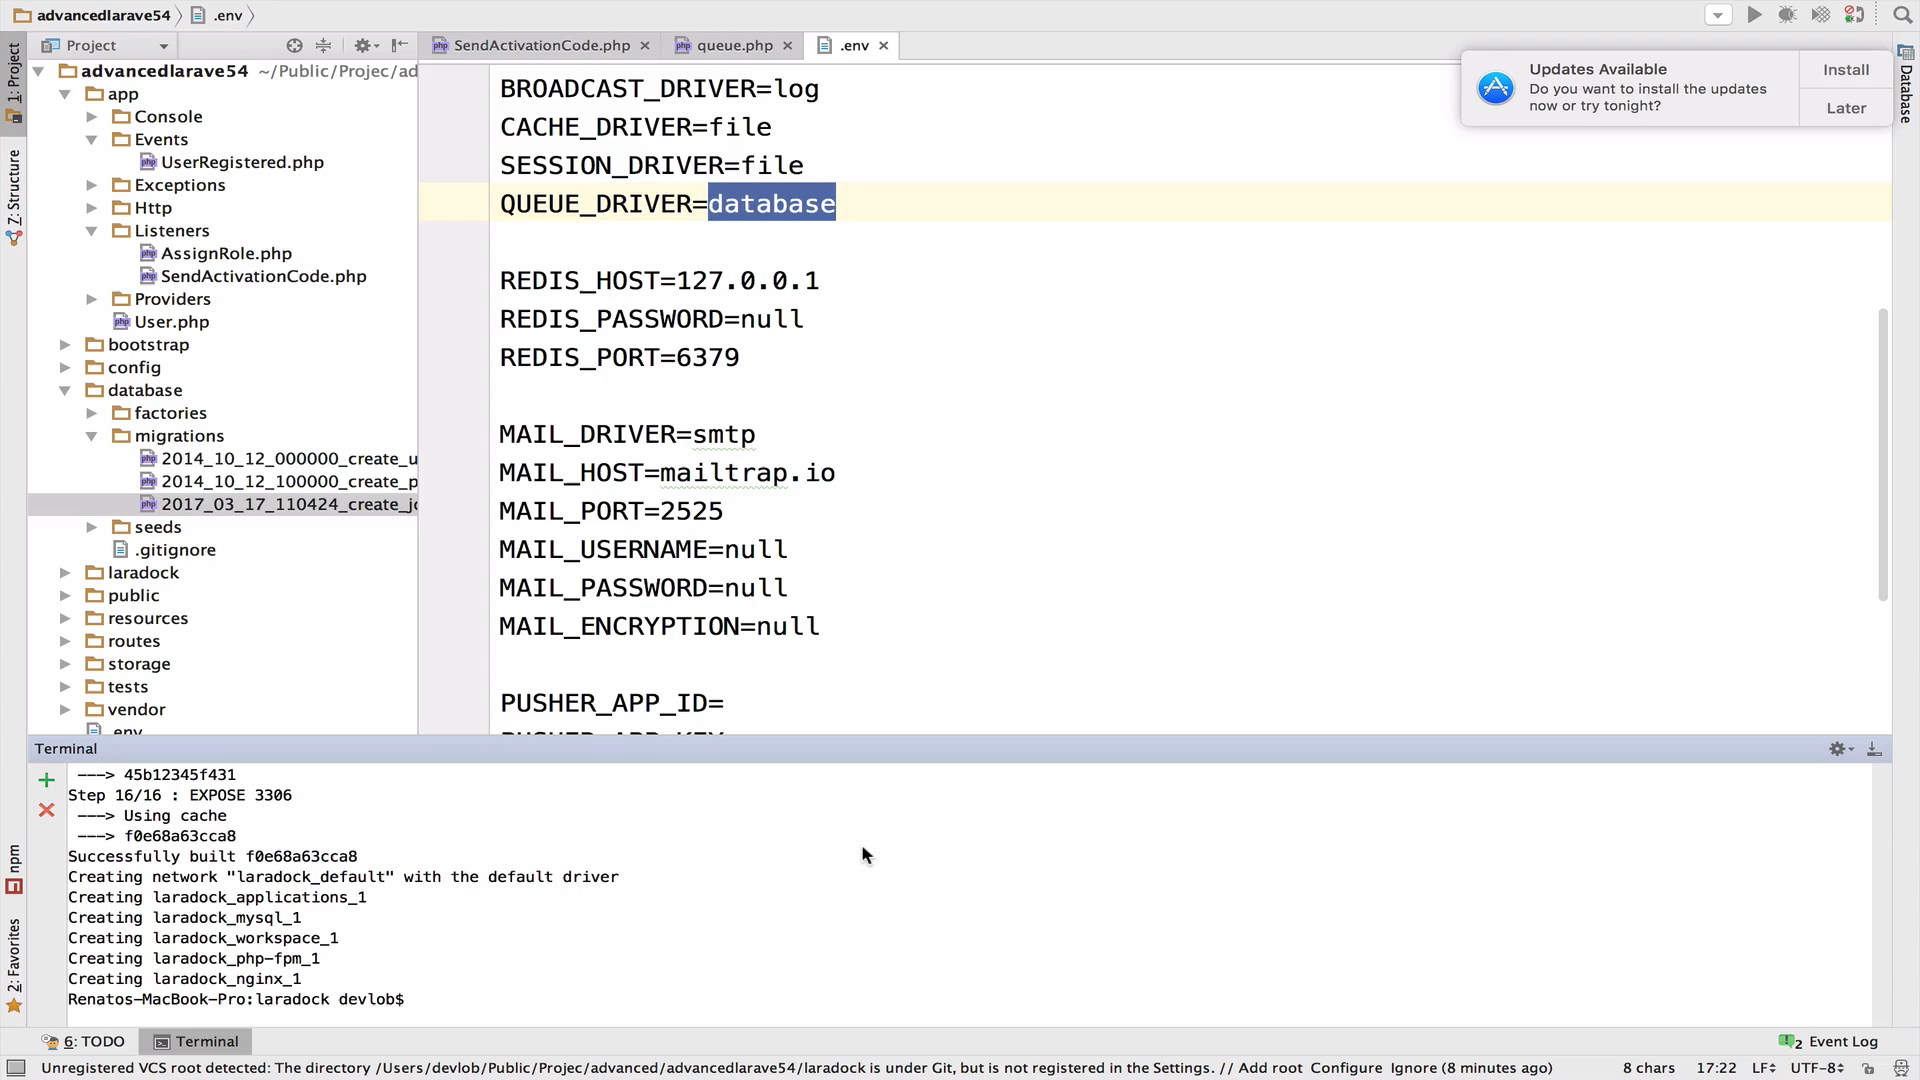 advancedlarave54
.env
Project
SendActivationCode.php
queue.php
.env
Updates Available
Do you want to install the updates
now or try tonight?
Install
Later
1: Project
Z: Structure
npm
2: Favorites
Database
advancedlarave54 ~/Public/Projec/ad
app
Console
Events
UserRegistered.php
Exceptions
Http
Listeners
AssignRole.php
SendActivationCode.php
Providers
User.php
bootstrap
config
database
factories
migrations
2014_10_12_000000_create_u
2014_10_12_100000_create_p
2017_03_17_110424_create_jo
seeds
.gitignore
laradock
public
resources
routes
storage
tests
vendor
.env
BROADCAST_DRIVER=log
CACHE_DRIVER=file
SESSION_DRIVER=file
QUEUE_DRIVER=database
REDIS_HOST=127.0.0.1
REDIS_PASSWORD=null
REDIS_PORT=6379
MAIL_DRIVER=smtp
MAIL_HOST=mailtrap.io
MAIL_PORT=2525
MAIL_USERNAME=null
MAIL_PASSWORD=null
MAIL_ENCRYPTION=null
PUSHER_APP_ID=
PUSHER_APP_KEY
Terminal
---> 45b12345f431
Step 16/16 : EXPOSE 3306
---> Using cache
---> f0e68a63cca8
Successfully built f0e68a63cca8
Creating network "laradock_default" with the default driver
Creating laradock_applications_1
Creating laradock_mysql_1
Creating laradock_workspace_1
Creating laradock_php-fpm_1
Creating laradock_nginx_1
Renatos-MacBook-Pro:laradock devlob$
6: TODO
Terminal
2 Event Log
Unregistered VCS root detected: The directory /Users/devlob/Public/Projec/advanced/advancedlarave54/laradock is under Git, but is not registered in the Settings. // Add root Configure Ignore (8 minutes ago)
8 chars 17:22 LF UTF-8